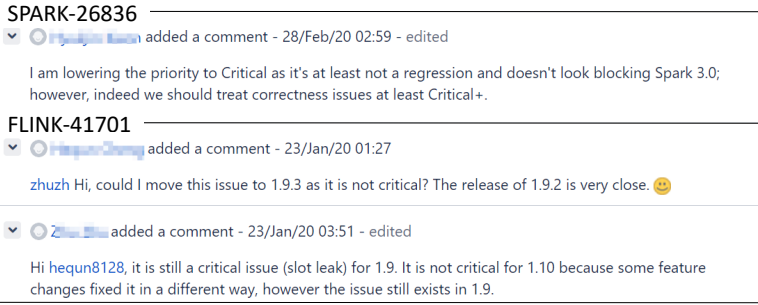 SPARK-26836
added a comment - 28/Feb/20 02:59 - edited
I am lowering the priority to Critical as it's at least not a regression and doesn't look blocking Spark 3.0;
however, indeed we should treat correctness issues at least Critical+.
FLINK-41701
added a comment - 23/Jan/20 01:27
zhuzh Hi, could I move this issue to 1.9.3 as it is not critical? The release of 1.9.2 is very close.
added a comment - 23/Jan/20 03:51 - edited
Hi hequn8128, it is still a critical issue (slot leak) for 1.9. It is not critical for 1.10 because some feature
changes fixed it in a different way, however the issue still exists in 1.9.